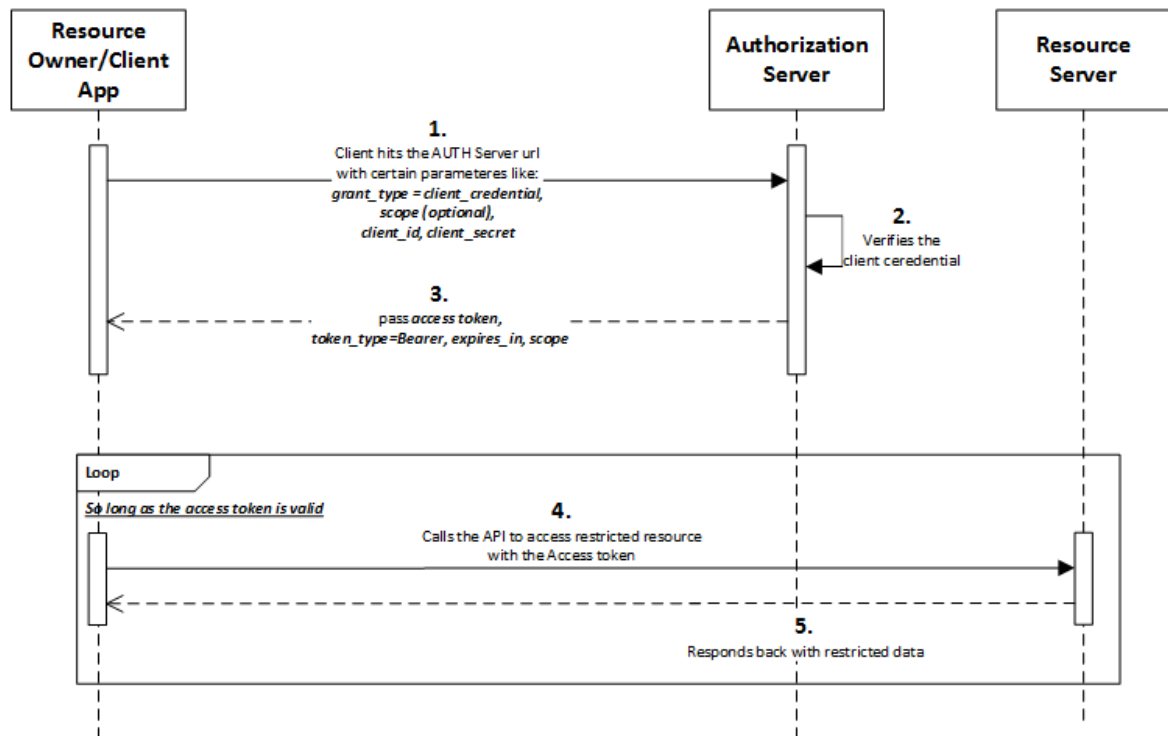 Resource
Owner/Client
App
Authorization
Server
Resource
Server
1.
Client hits the AUTH Server url
with certain parameteres like:
grant_type = client_credential,
scope (optional),
client_id, client_secret
2.
Verifies the
client ceredential
3.
pass access token,
token_type=Bearer, expires_in, scope
Loop
So long as the access token is valid
4.
Calls the API to access restricted resource
with the Access token
5.
Responds back with restricted data